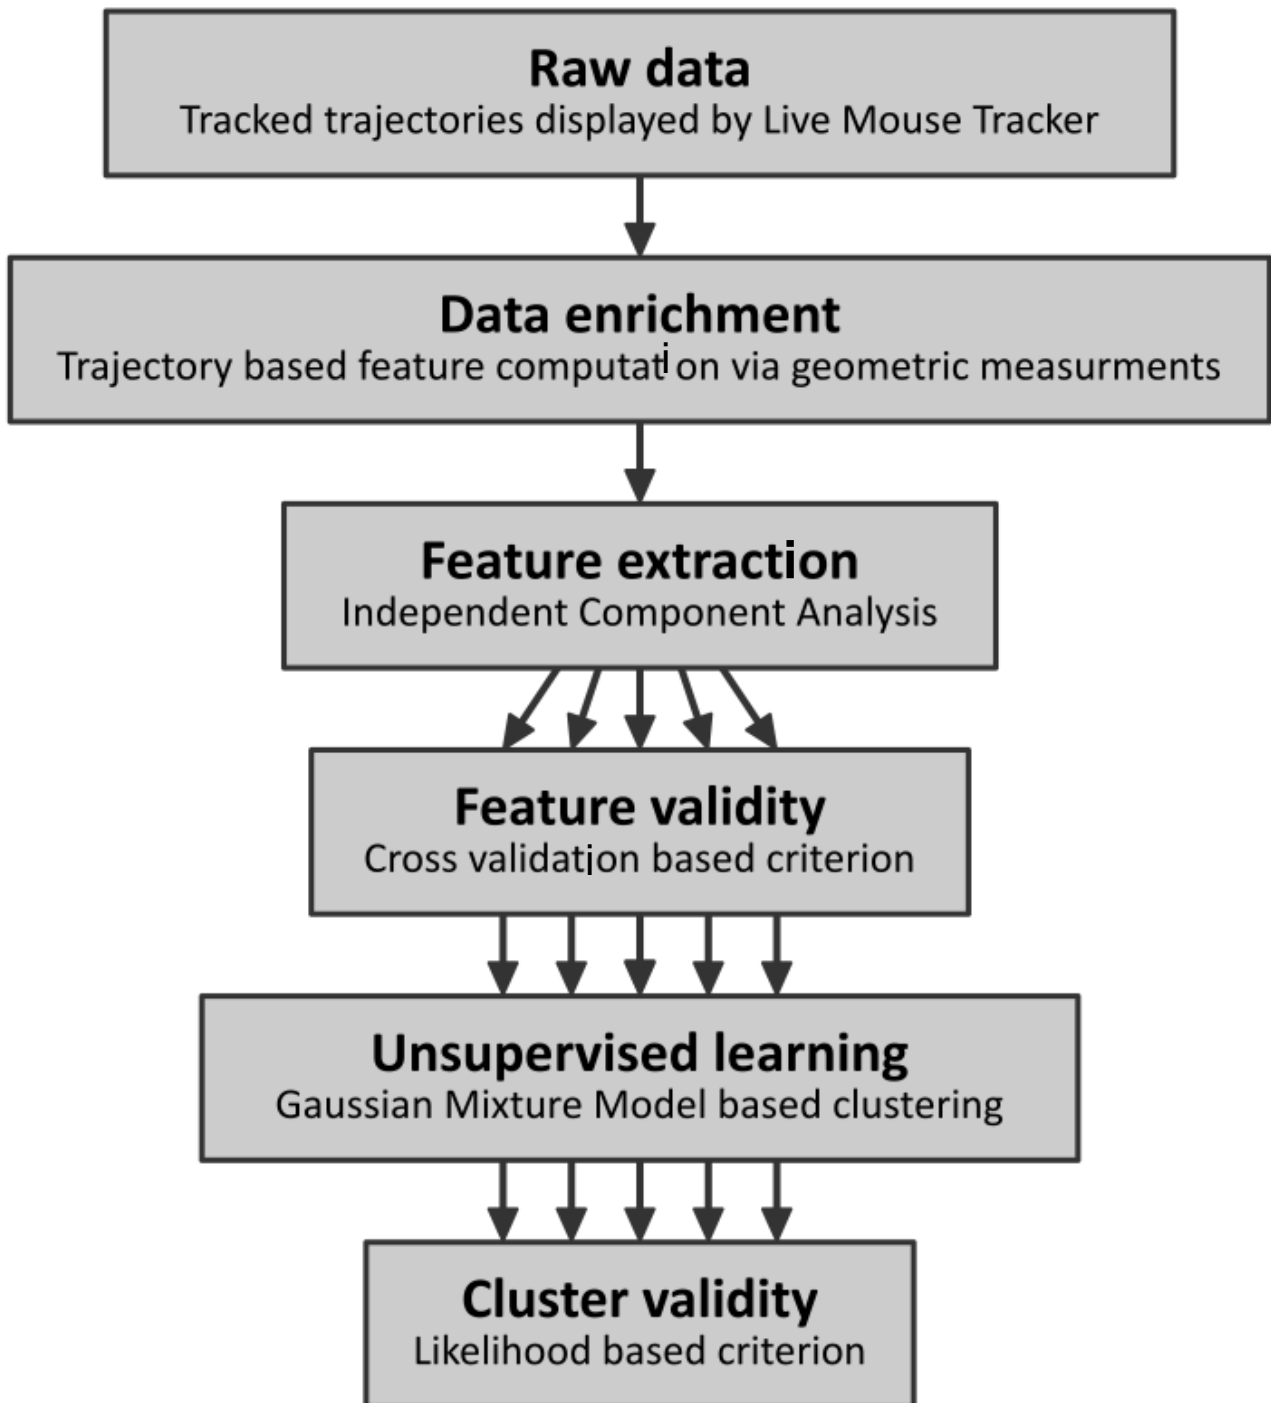 Raw data
Tracked trajectories displayed by Live Mouse Tracker
Data enrichment
Trajectory based feature computation via geometric measurments
Feature extraction
Independent Component Analysis
Feature validity
Cross validation based criterion
Unsupervised learning
Gaussian Mixture Model based clustering
Cluster validity
Likelihood based criterion